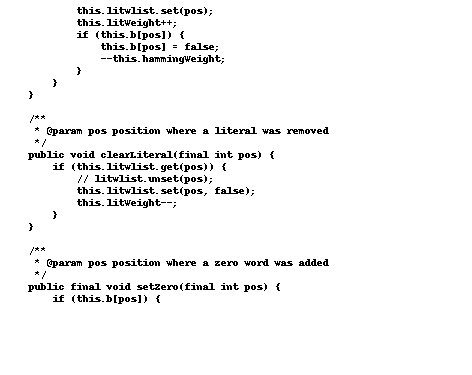 this.litwlist.set(pos);
this.litWeight++;
if (this.b[pos]) {
this.b[pos] = false;
--this.hammingWeight;
}
}
}
/**
* @param pos position where a literal was removed
*/
public void clearLiteral(final int pos) {
if (this.litwlist.get(pos)) {
// litwlist.unset(pos);
this.litwlist.set(pos, false);
this.litWeight--;
}
}
/**
* @param pos position where a zero word was added
*/
public final void setZero(final int pos) {
if (this.b[pos]) {